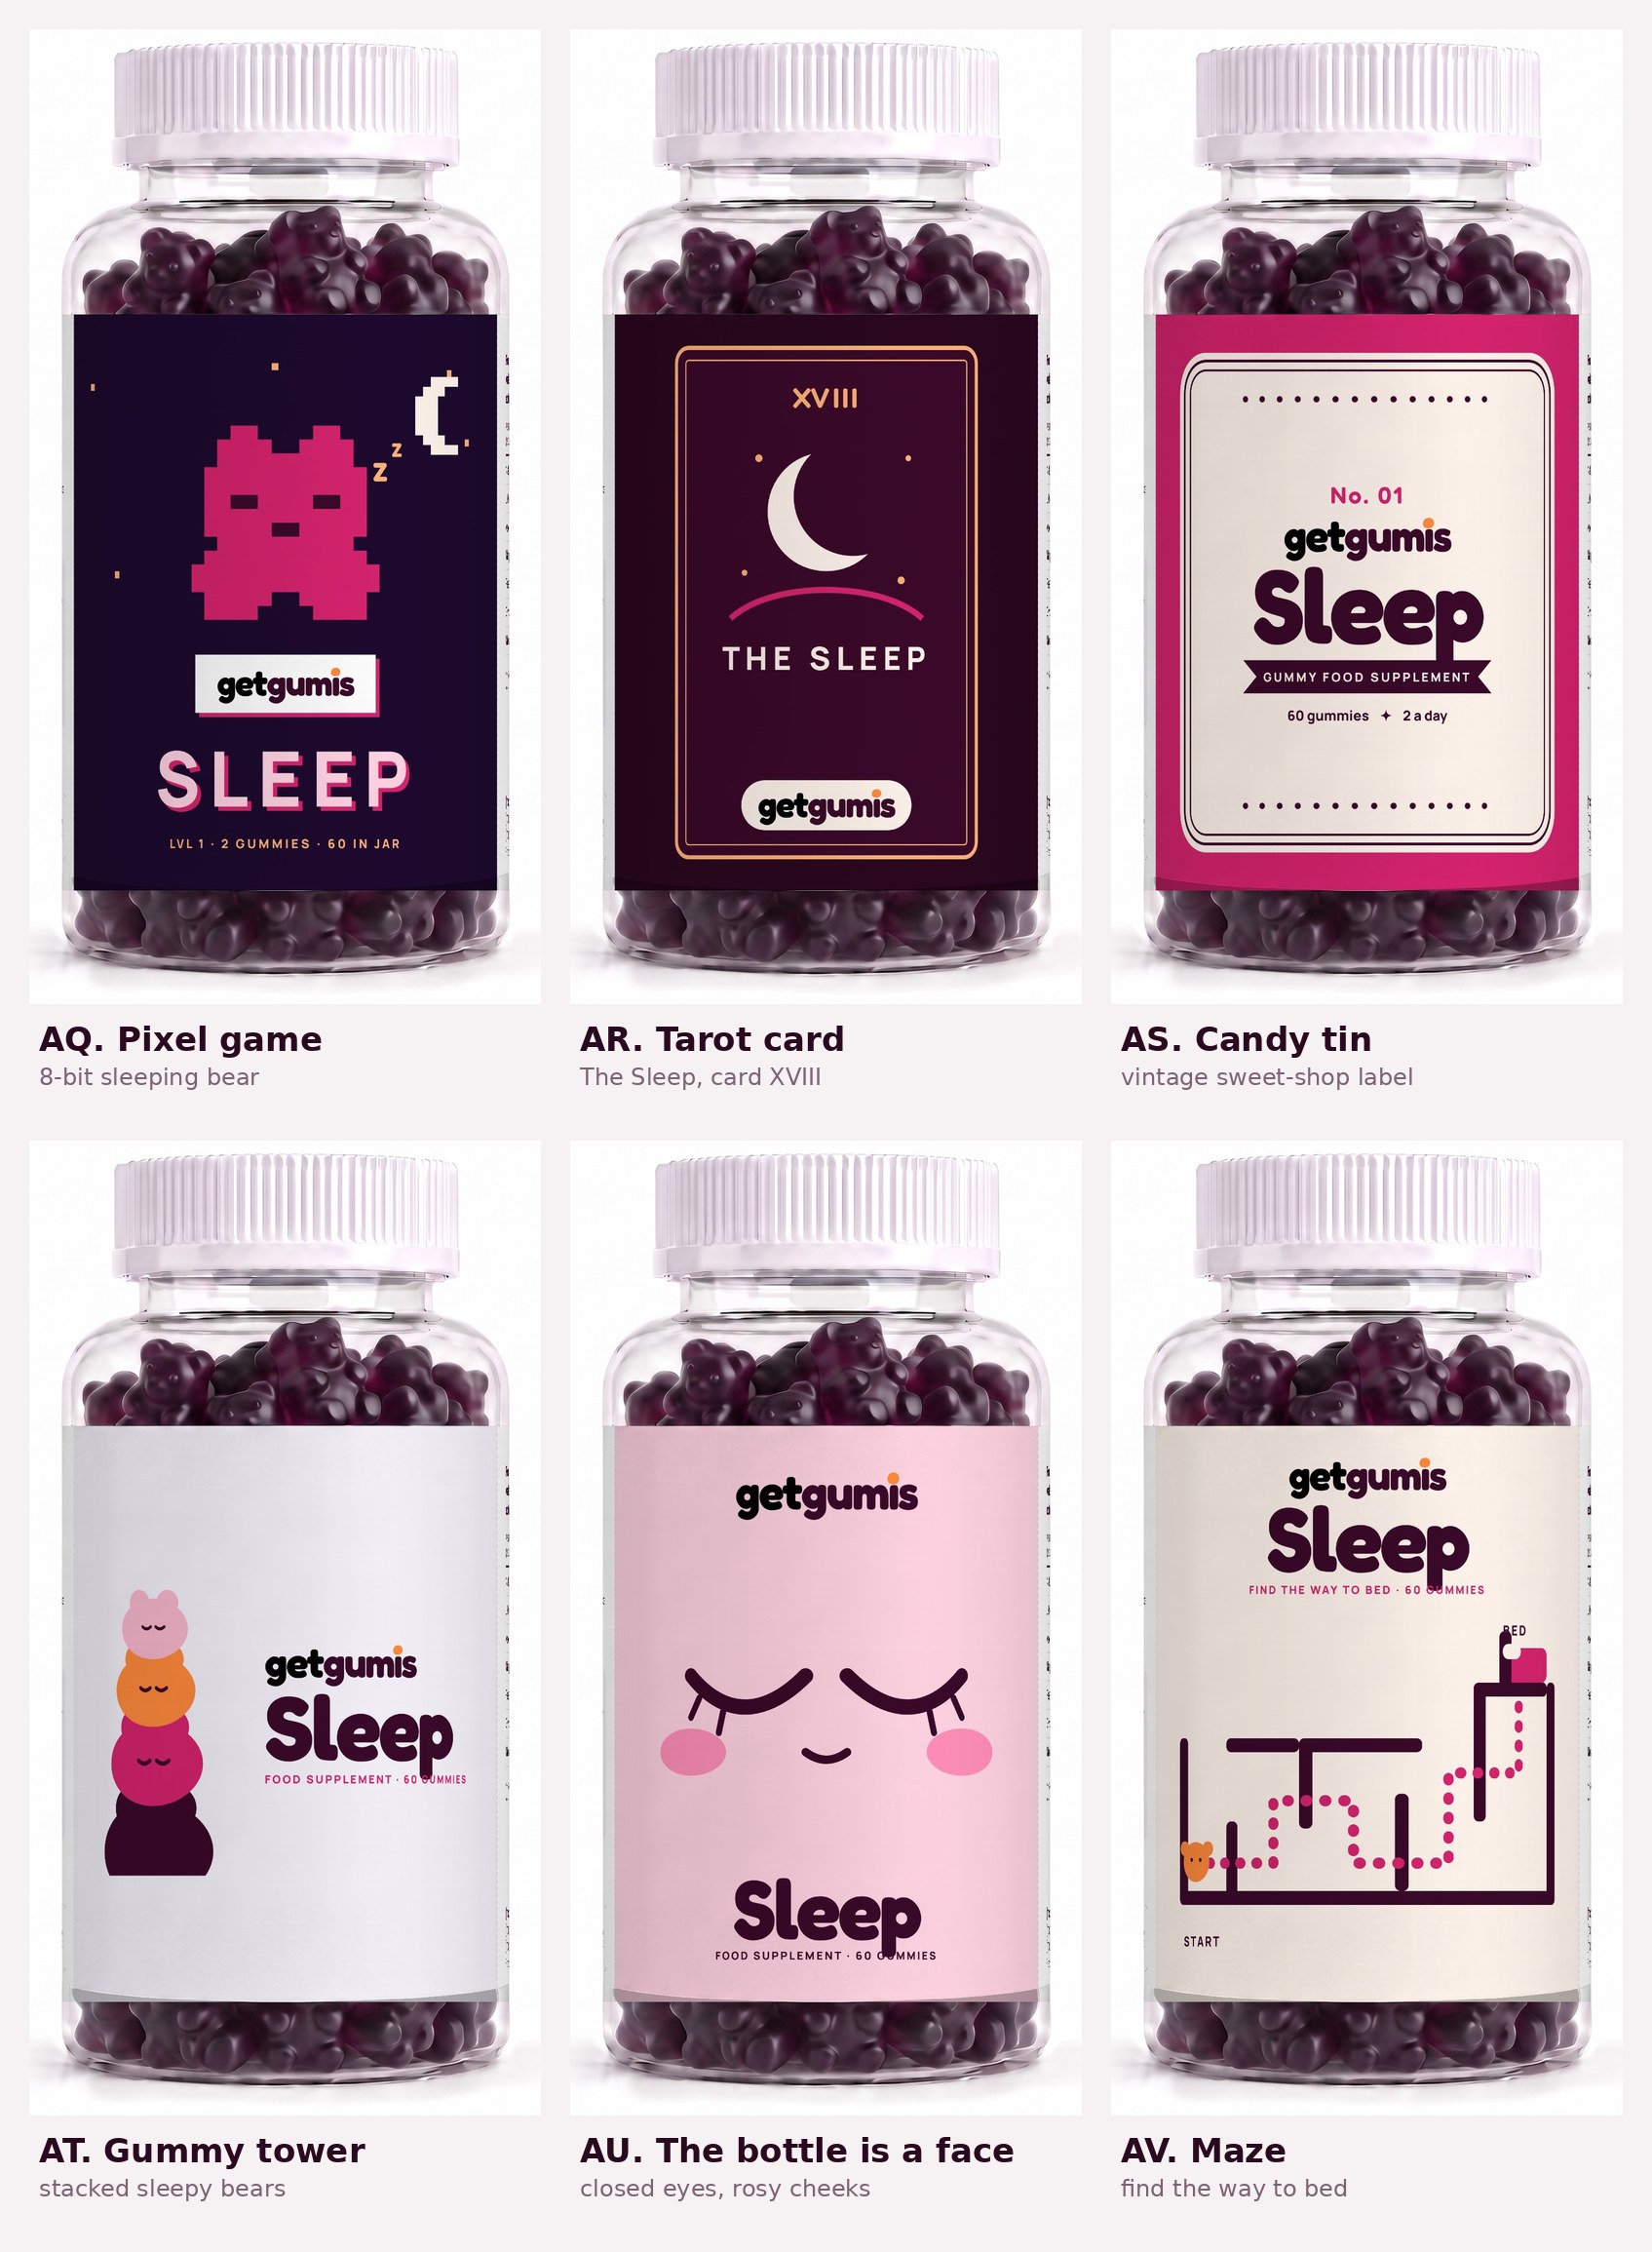 z
z
getgumis
SLEEP
LVL 1 · 2 GUMMIES · 60 IN JAR
XVIII
THE SLEEP
getgumis
No. 01
getgumis
Sleep
GUMMY FOOD SUPPLEMENT
60 gummies ✦ 2 a day
AQ. Pixel game
8-bit sleeping bear
AR. Tarot card
The Sleep, card XVIII
AS. Candy tin
vintage sweet-shop label
getgumis
Sleep
FOOD SUPPLEMENT · 60 GUMMIES
getgumis
Sleep
FOOD SUPPLEMENT · 60 GUMMIES
getgumis
Sleep
FIND THE WAY TO BED · 60 GUMMIES
BED
START
AT. Gummy tower
stacked sleepy bears
AU. The bottle is a face
closed eyes, rosy cheeks
AV. Maze
find the way to bed